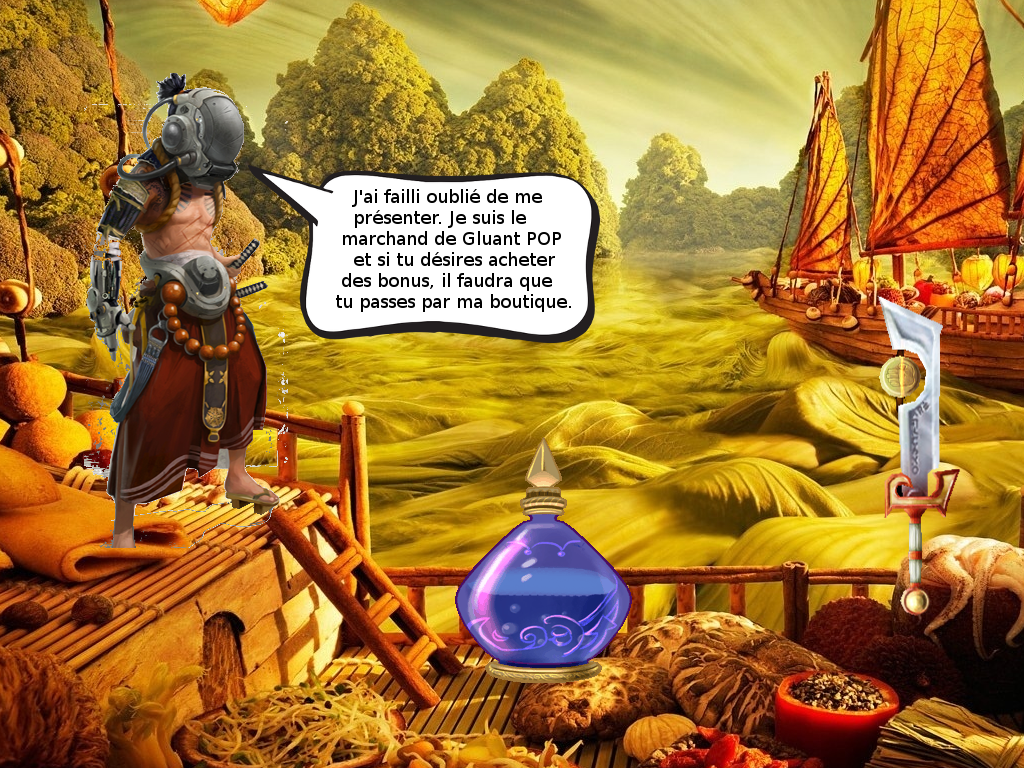 J'ai failli oublié de me
présenter. Je suis le
marchand de Gluant POP
et si tu désires acheter
des bonus, il faudra que
tu passes par ma boutique.